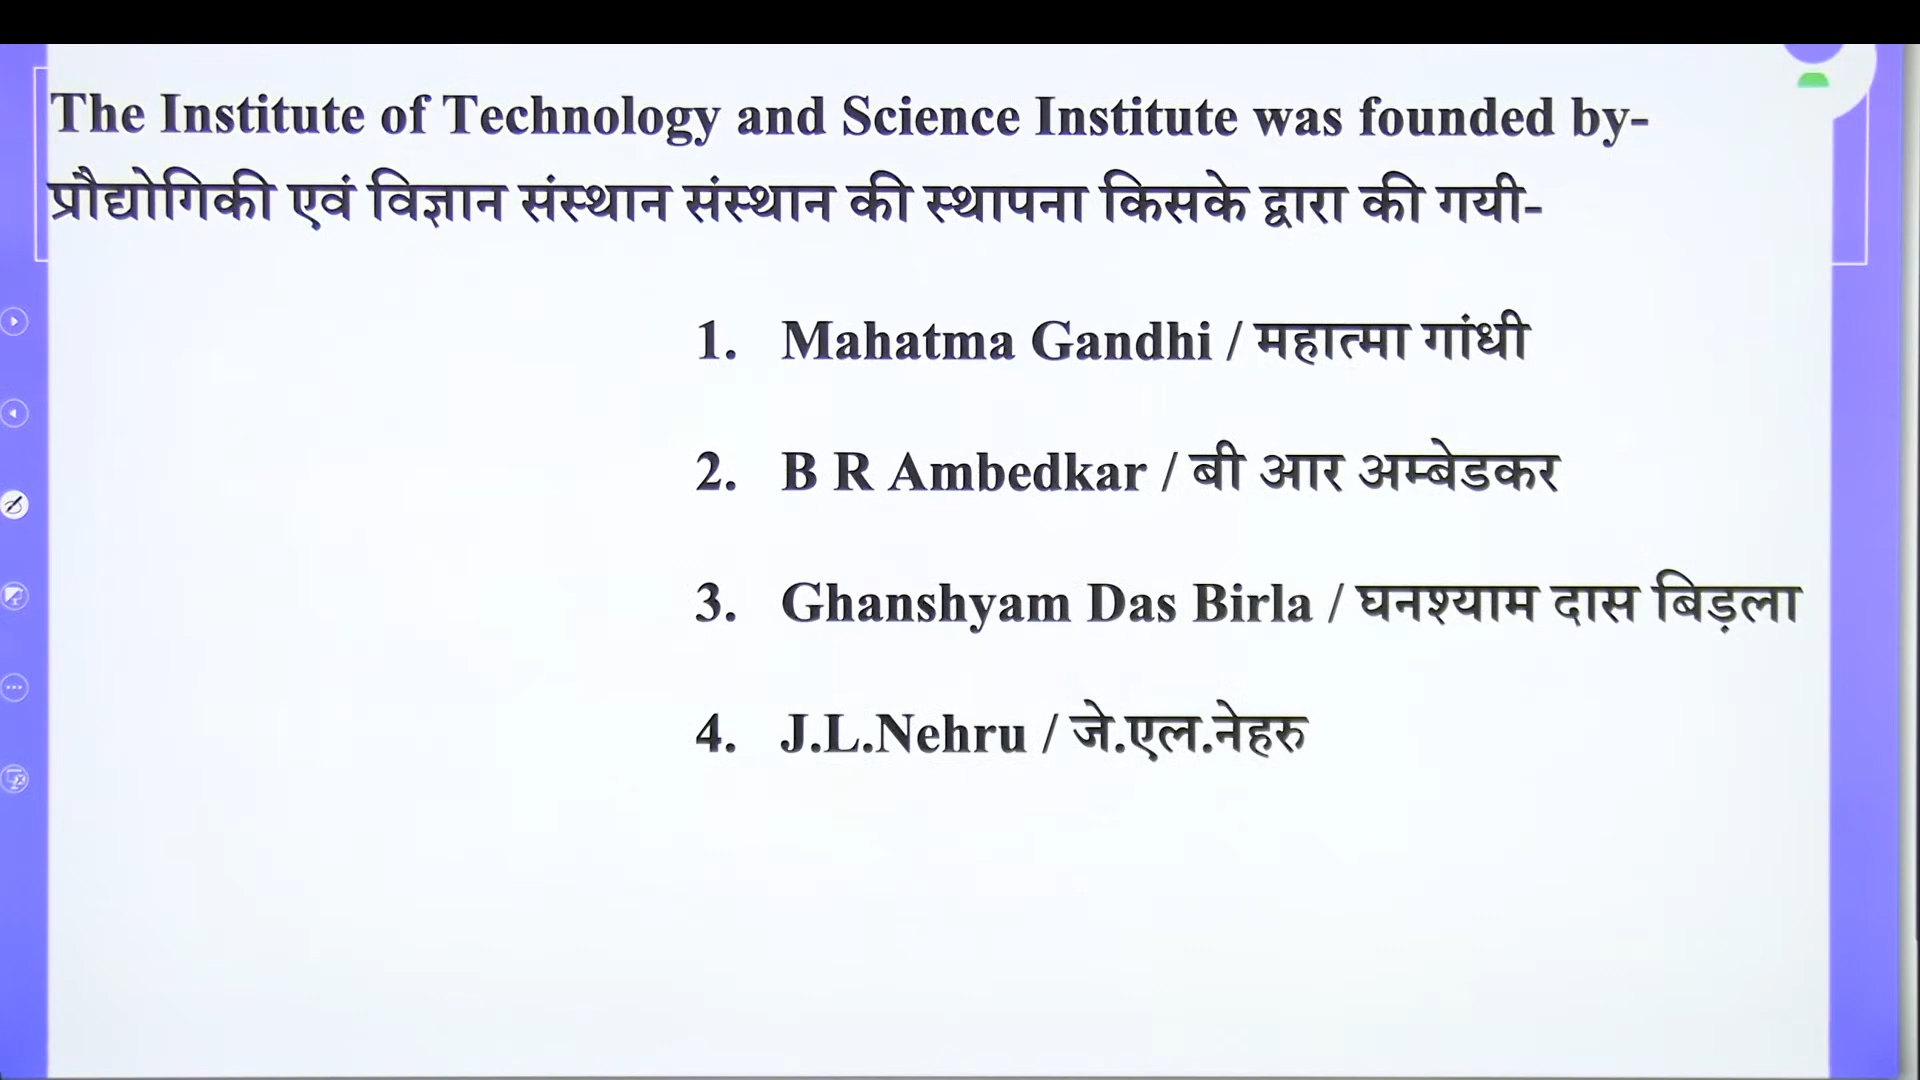 The Institute of Technology and Science Institute was founded by-
प्रौद्योगिकी एवं विज्ञान संस्थान संस्थान की स्थापना किसके द्वारा की गयी-
1. Mahatma Gandhi / महात्मा गांधी
2. B R Ambedkar / बी आर अम्बेडकर
3. Ghanshyam Das Birla / घनश्याम दास बिड़ला
4. J.L.Nehru / जे.एल.नेहरु